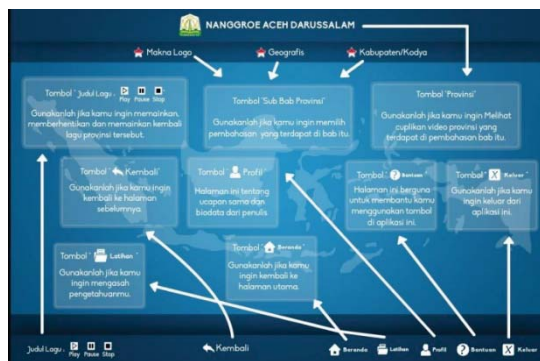 NANGGROE ACEH DARUSSALAM
Makna Logo
Geografis
Kabupaten/Kodya
Tombol "Judul Lagu.
Play Pause Stop
Gunakanlah jika kamu ingin memainkan,
memberhentikan dan memainkan kembali
lagu provinsi tersebut.
Tombol "Sub Bab Provinsi"
Gunakanlah jika kamu ingin memilih
pembahasan yang terdapat di bab itu.
Tombol "Provinsi"
Gunakanlah jika kamu ingin Melihat
cuplikan video provinsi yang
terdapat di pembahasan bab itu.
Tombol " Kembali"
Gunakanlah jika kamu ingin
kembali ke halaman
sebelumnya.
Tombol " Profil "
Halaman ini tentang
ucapan sama dan
biodata dari penulis
Tombol " Bantuan "
Halaman ini berguna
untuk membantu kamu
menggunakan tombol
di aplikasi ini.
Tombol " Keluar "
Gunakanlah jika kamu
ingin keluar dari
aplikasi ini.
Tombol " Latihan "
Gunakanlah jika kamu
ingin mengasah
pengetahuanmu.
Tombol " Beranda "
Gunakanlah jika kamu
ingin kembali ke
halaman utama.
Judul Lagu. Play Pause Stop
Kembali
Beranda
Latihan
Profil
Bantuan
Keluar